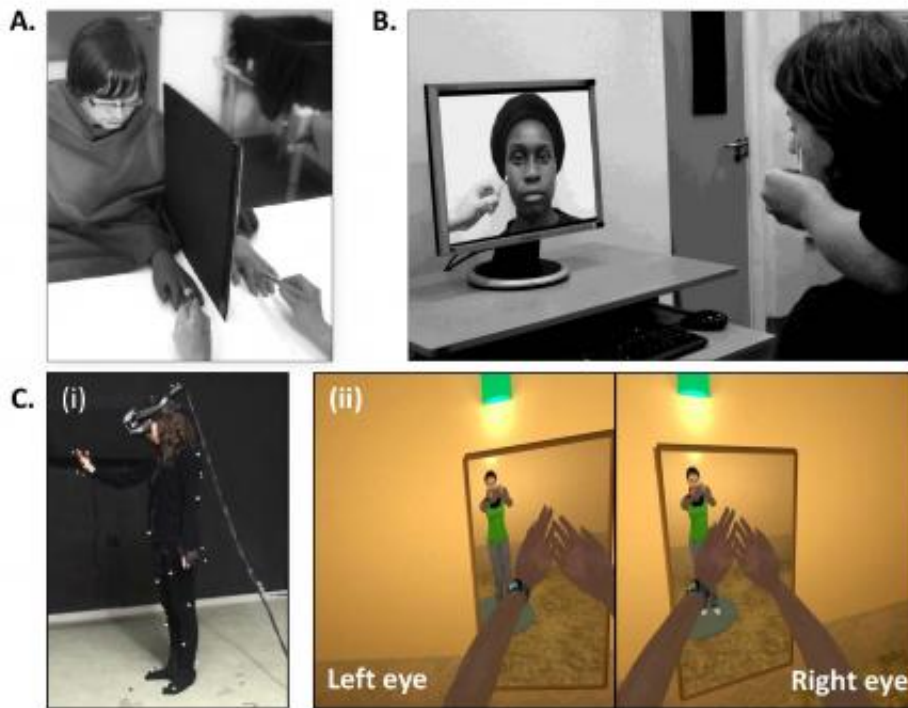 A.
B.
C.
(i)
(ii)
Left eye
Right eye